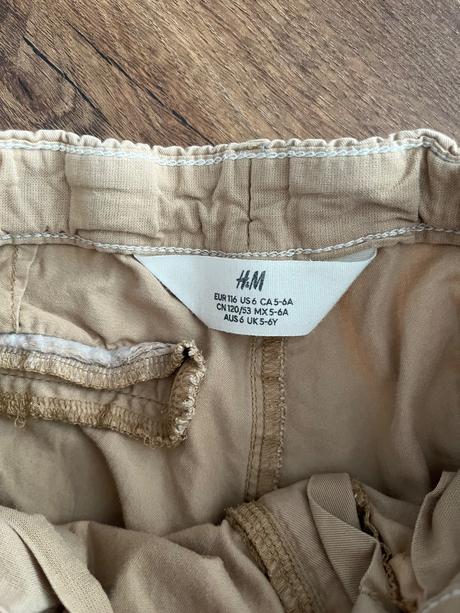 H&M
EUR 116 US 6 CA 5-6A
CN 120/53 MX 5-6A
AUS 6 UK 5-6Y